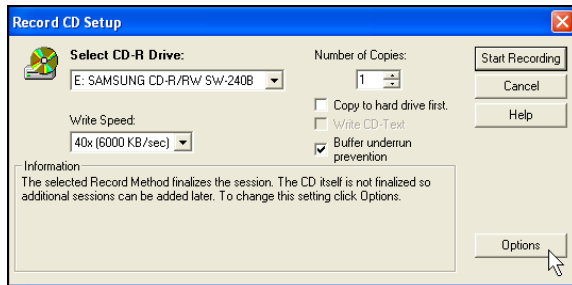 Record CD Setup
Select CD-R Drive:
E: SAMSUNG CD-R/RW SW-240B
Write Speed:
40x (6000 KB/sec)
Number of Copies:
1
Copy to hard drive first.
Write CD-Text
Buffer underrun
prevention
Start Recording
Cancel
Help
Information
The selected Record Method finalizes the session. The CD itself is not finalized so
additional sessions can be added later. To change this setting click Options.
Options